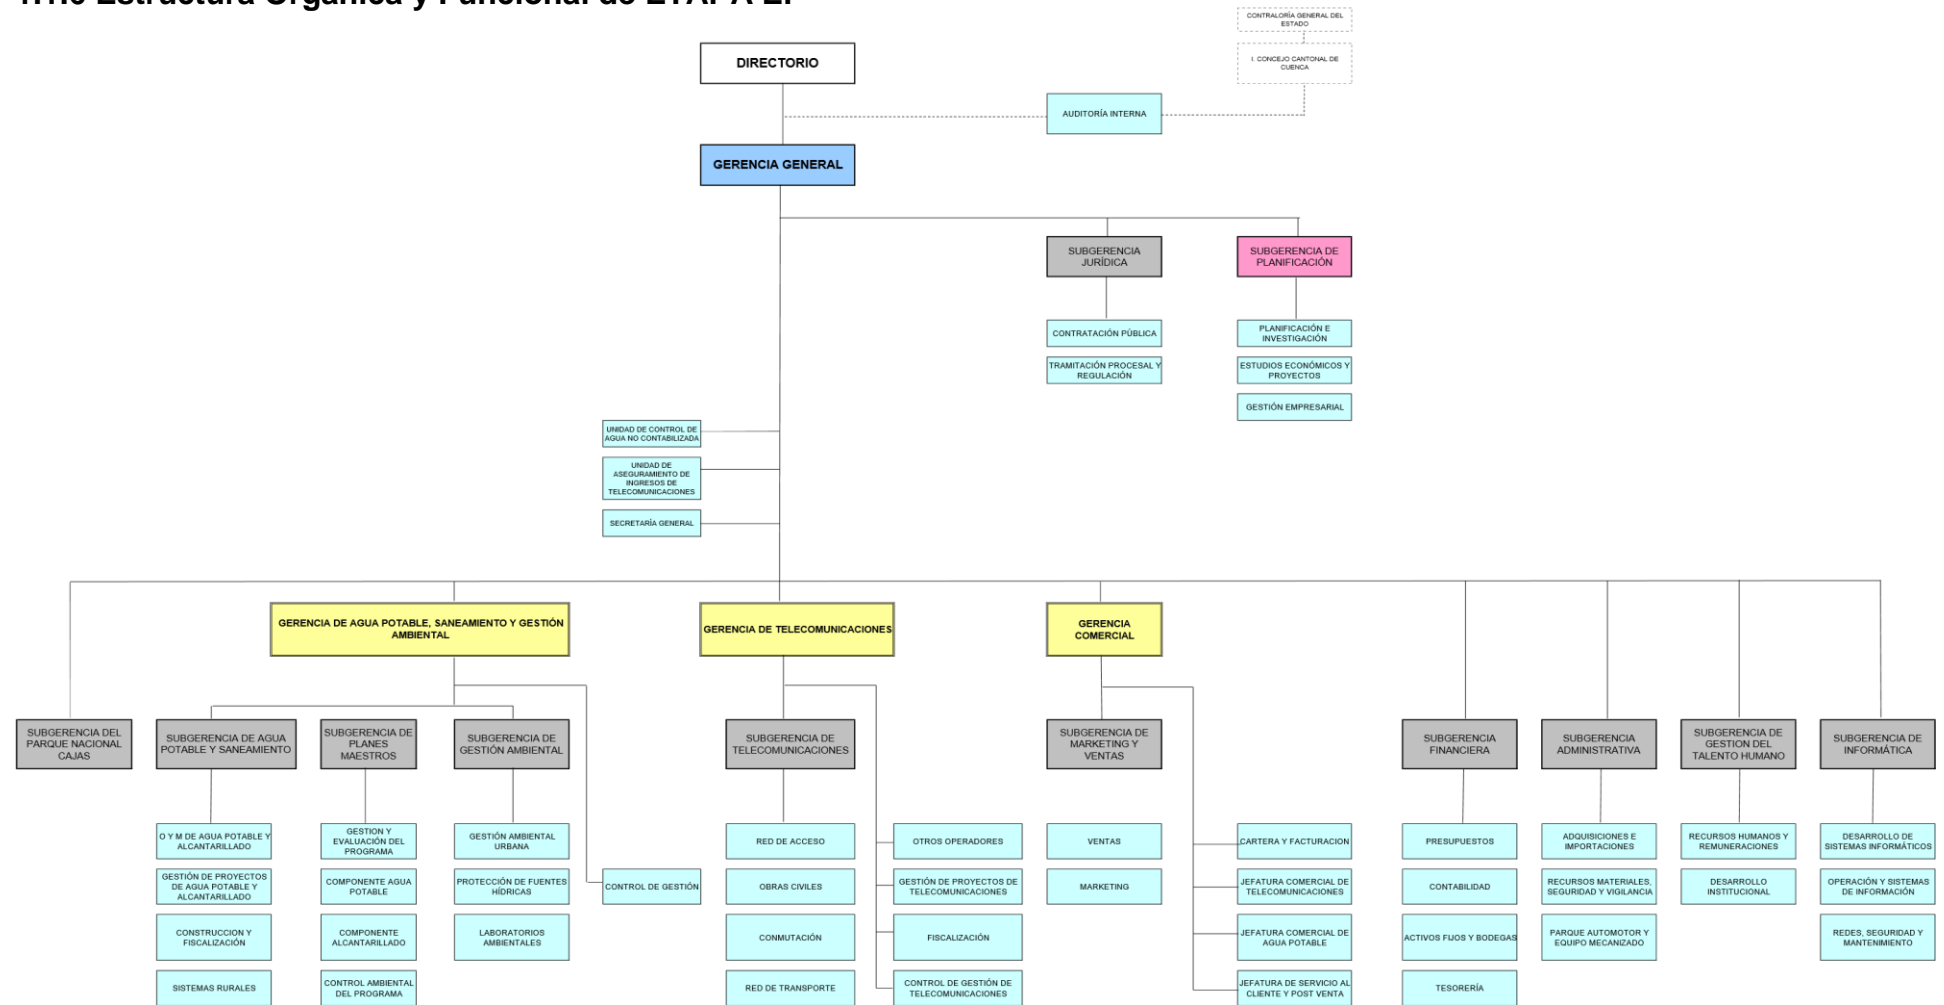 CONTRALORÍA GENERAL DEL
ESTADO
DIRECTORIO
I. CONCEJO CANTONAL DE
CUENCA
AUDITORÍA INTERNA
GERENCIA GENERAL
SUBGERENCIA
JURÍDICA
SUBGERENCIA DE
PLANIFICACIÓN
CONTRATACIÓN PÚBLICA
PLANIFICACIÓN E
INVESTIGACIÓN
TRAMITACIÓN PROCESAL Y
REGULACIÓN
ESTUDIOS ECONÓMICOS Y
PROYECTOS
GESTIÓN EMPRESARIAL
UNIDAD DE CONTROL DE
AGUA NO CONTABILIZADA
UNIDAD DE
ASEGURAMIENTO DE
INGRESOS DE
TELECOMUNICACIONES
SECRETARÍA GENERAL
GERENCIA DE AGUA POTABLE, SANEAMIENTO Y GESTIÓN
AMBIENTAL
GERENCIA DE TELECOMUNICACIONES
GERENCIA
COMERCIAL
SUBGERENCIA DEL
PARQUE NACIONAL
CAJAS
SUBGERENCIA DE AGUA
POTABLE Y SANEAMIENTO
SUBGERENCIA DE
PLANES
MAESTROS
SUBGERENCIA DE
GESTIÓN AMBIENTAL
SUBGERENCIA DE
TELECOMUNICACIONES
SUBGERENCIA DE
MARKETING Y
VENTAS
SUBGERENCIA
FINANCIERA
SUBGERENCIA
ADMINISTRATIVA
SUBGERENCIA DE
GESTION DEL
TALENTO HUMANO
SUBGERENCIA DE
INFORMÁTICA
O Y M DE AGUA POTABLE Y
ALCANTARILLADO
GESTION Y
EVALUACIÓN DEL
PROGRAMA
GESTIÓN AMBIENTAL
URBANA
RED DE ACCESO
OTROS OPERADORES
VENTAS
CARTERA Y FACTURACION
PRESUPUESTOS
ADQUISICIONES E
IMPORTACIONES
RECURSOS HUMANOS Y
REMUNERACIONES
DESARROLLO DE
SISTEMAS INFORMÁTICOS
GESTIÓN DE PROYECTOS
DE AGUA POTABLE Y
ALCANTARILLADO
COMPONENTE AGUA
POTABLE
PROTECCIÓN DE FUENTES
HÍDRICAS
CONTROL DE GESTIÓN
OBRAS CIVILES
GESTIÓN DE PROYECTOS DE
TELECOMUNICACIONES
MARKETING
JEFATURA COMERCIAL DE
TELECOMUNICACIONES
CONTABILIDAD
RECURSOS MATERIALES,
SEGURIDAD Y VIGILANCIA
DESARROLLO
INSTITUCIONAL
OPERACIÓN Y SISTEMAS
DE INFORMACIÓN
CONSTRUCCION Y
FISCALIZACIÓN
COMPONENTE
ALCANTARILLADO
LABORATORIOS
AMBIENTALES
CONMUTACIÓN
FISCALIZACIÓN
JEFATURA COMERCIAL DE
AGUA POTABLE
ACTIVOS FIJOS Y BODEGAS
PARQUE AUTOMOTOR Y
EQUIPO MECANIZADO
REDES, SEGURIDAD Y
MANTENIMIENTO
SISTEMAS RURALES
CONTROL AMBIENTAL
DEL PROGRAMA
RED DE TRANSPORTE
CONTROL DE GESTIÓN DE
TELECOMUNICACIONES
JEFATURA DE SERVICIO AL
CLIENTE Y POST VENTA
TESORERÍA